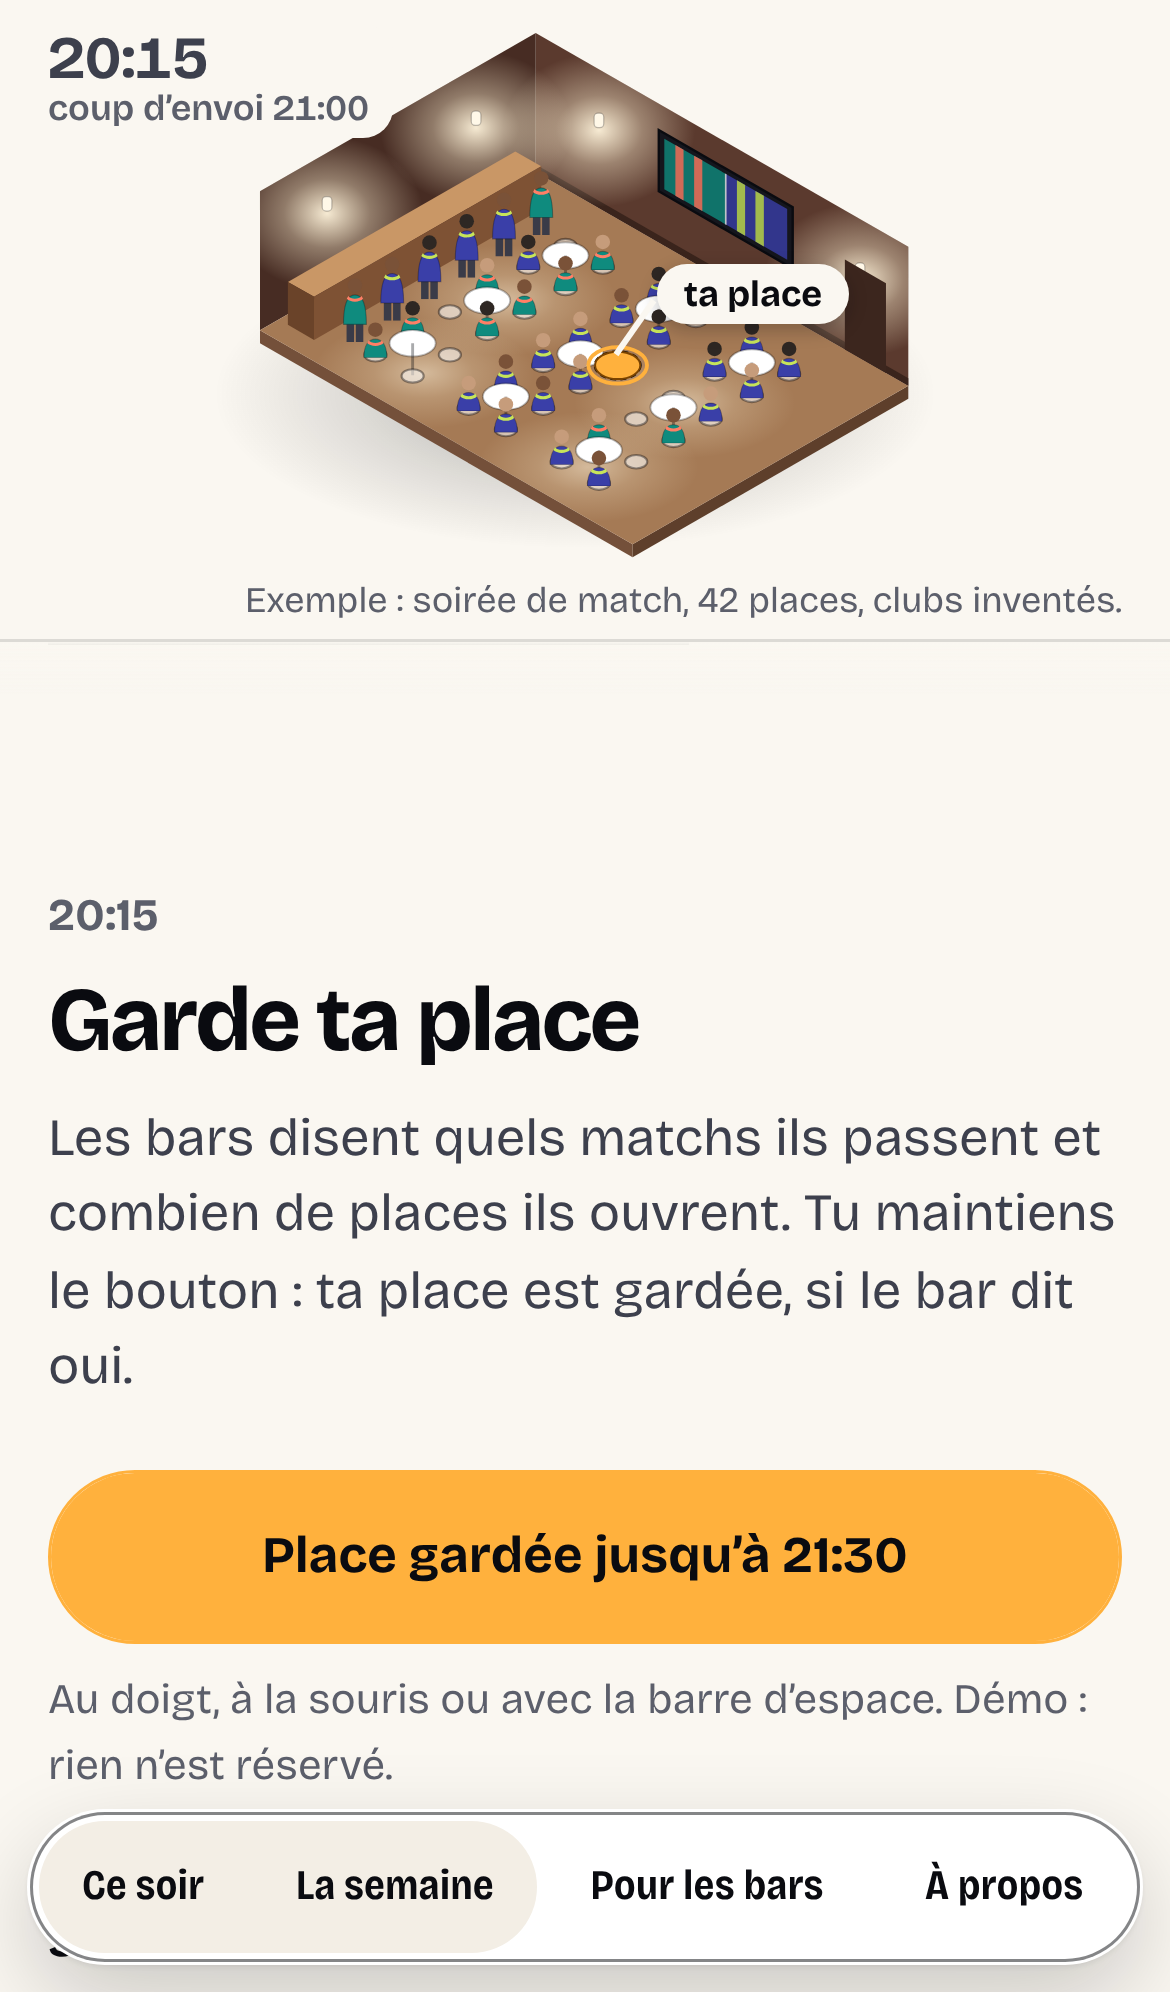 20:15
coup d’envoi 21:00
ta place
Exemple : soirée de match, 42 places, clubs inventés.
20:15
Garde ta place
Les bars disent quels matchs ils passent et
combien de places ils ouvrent. Tu maintiens
le bouton : ta place est gardée, si le bar dit
oui.
Place gardée jusqu’à 21:30
Au doigt, à la souris ou avec la barre d’espace. Démo :
rien n’est réservé.
Ce soir La semaine Pour les bars À propos